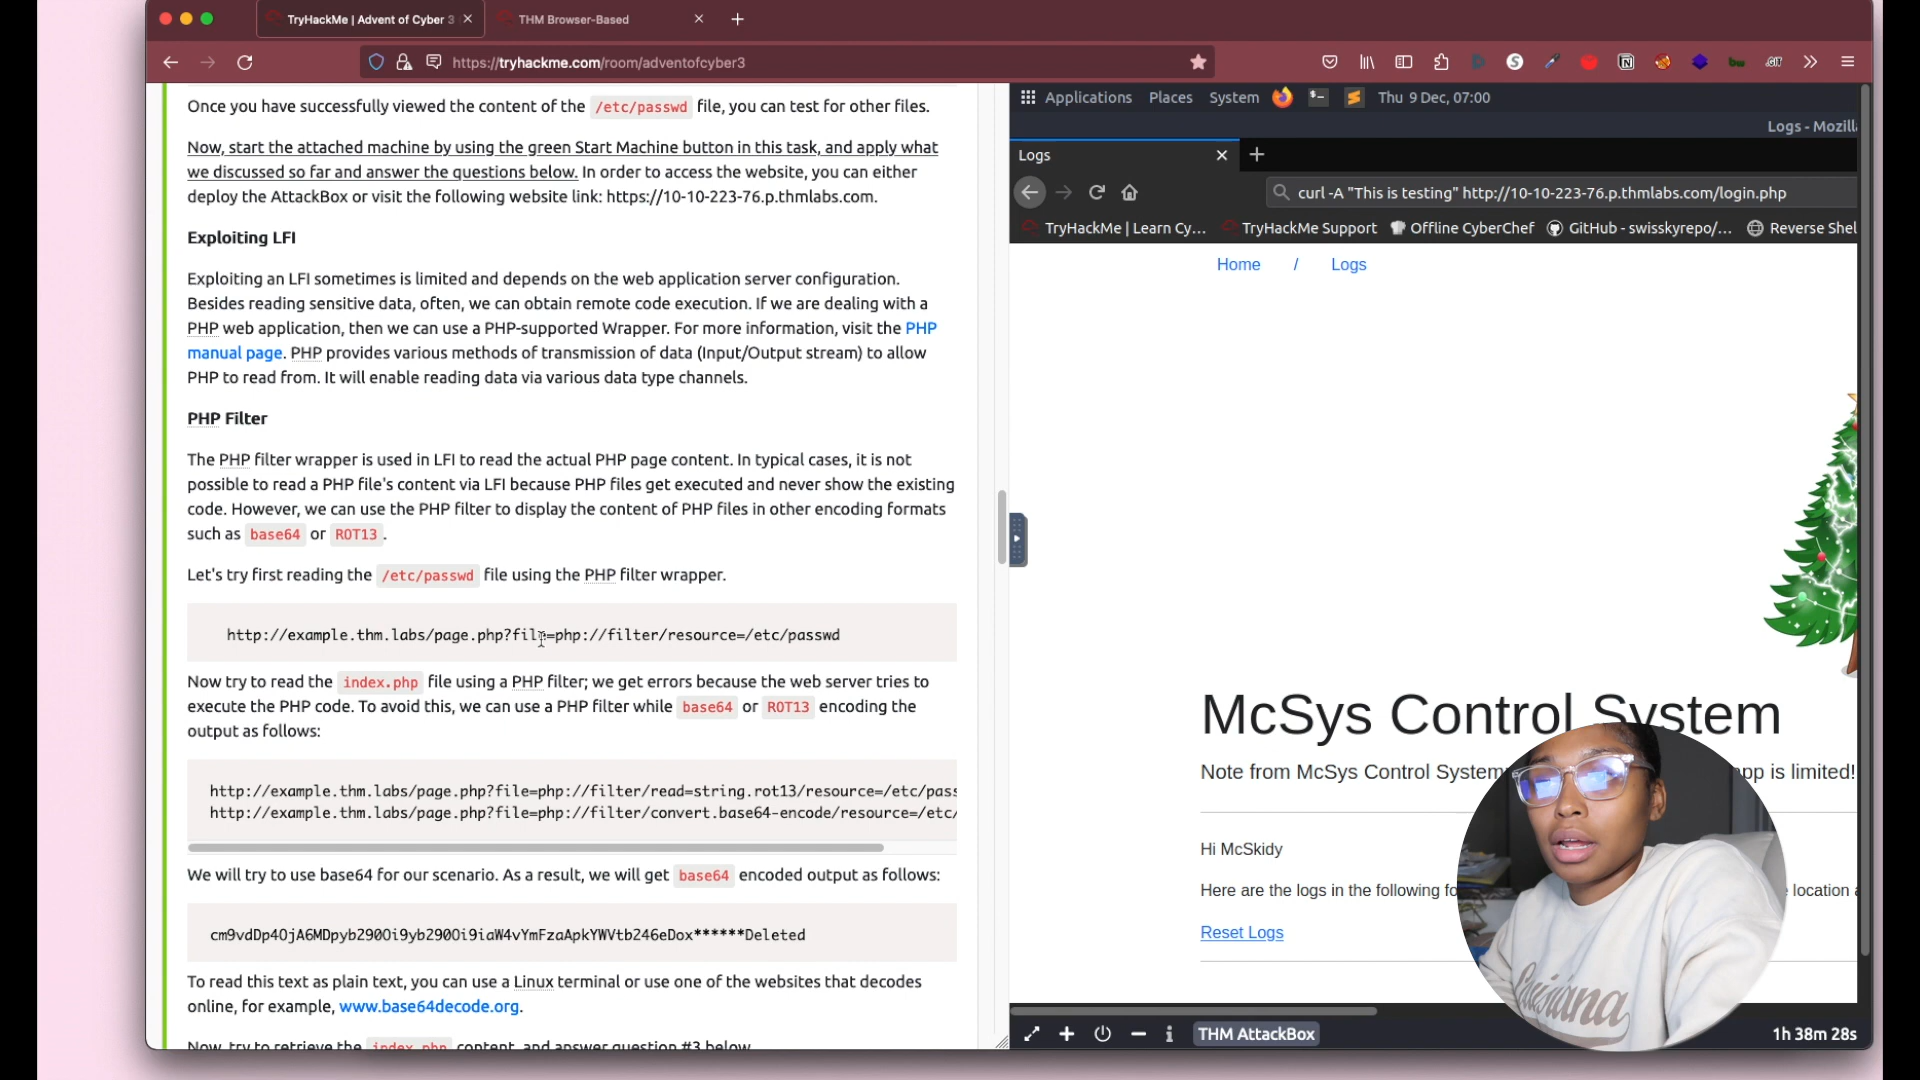 TryHackMe | Advent of Cyber 3
THM Browser-Based
https://tryhackme.com/room/adventofcyber3
Once you have successfully viewed the content of the /etc/passwd file, you can test for other files.
Now, start the attached machine by using the green Start Machine button in this task, and apply what
we discussed so far and answer the questions below. In order to access the website, you can either
deploy the AttackBox or visit the following website link: https://10-10-223-76.p.thmlabs.com.
Exploiting LFI
Exploiting an LFI sometimes is limited and depends on the web application server configuration.
Besides reading sensitive data, often, we can obtain remote code execution. If we are dealing with a
PHP web application, then we can use a PHP-supported Wrapper. For more information, visit the PHP
manual page. PHP provides various methods of transmission of data (Input/Output stream) to allow
PHP to read from. It will enable reading data via various data type channels.
PHP Filter
The PHP filter wrapper is used in LFI to read the actual PHP page content. In typical cases, it is not
possible to read a PHP file's content via LFI because PHP files get executed and never show the existing
code. However, we can use the PHP filter to display the content of PHP files in other encoding formats
such as base64 or ROT13.
Let's try first reading the /etc/passwd file using the PHP filter wrapper.
http://example.thm.labs/page.php?file=php://filter/resource=/etc/passwd
Now try to read the index.php file using a PHP filter; we get errors because the web server tries to
execute the PHP code. To avoid this, we can use a PHP filter while base64 or ROT13 encoding the
output as follows:
http://example.thm.labs/page.php?file=php://filter/read=string.rot13/resource=/etc/pass
http://example.thm.labs/page.php?file=php://filter/convert.base64-encode/resource=/etc/
We will try to use base64 for our scenario. As a result, we will get base64 encoded output as follows:
cm9vdDp4OjA6MDpyb290Oi9yb290Oi9iaW4vYmFzaApkYWVtb246eDox******Deleted
To read this text as plain text, you can use a Linux terminal or use one of the websites that decodes
online, for example, www.base64decode.org.
Now, try to retrieve the index.php content, and answer question #3 below.
Applications Places System Thu 9 Dec, 07:00
Logs - Mozill
Logs
curl -A "This is testing" http://10-10-223-76.p.thmlabs.com/login.php
TryHackMe | Learn Cy... TryHackMe Support Offline CyberChef GitHub - swisskyrepo/... Reverse Shel
Home / Logs
McSys Control System
Note from McSys Control System pp is limited!
Hi McSkidy
Here are the logs in the following fo location
Reset Logs
Louisiana
THM AttackBox
1h 38m 28s